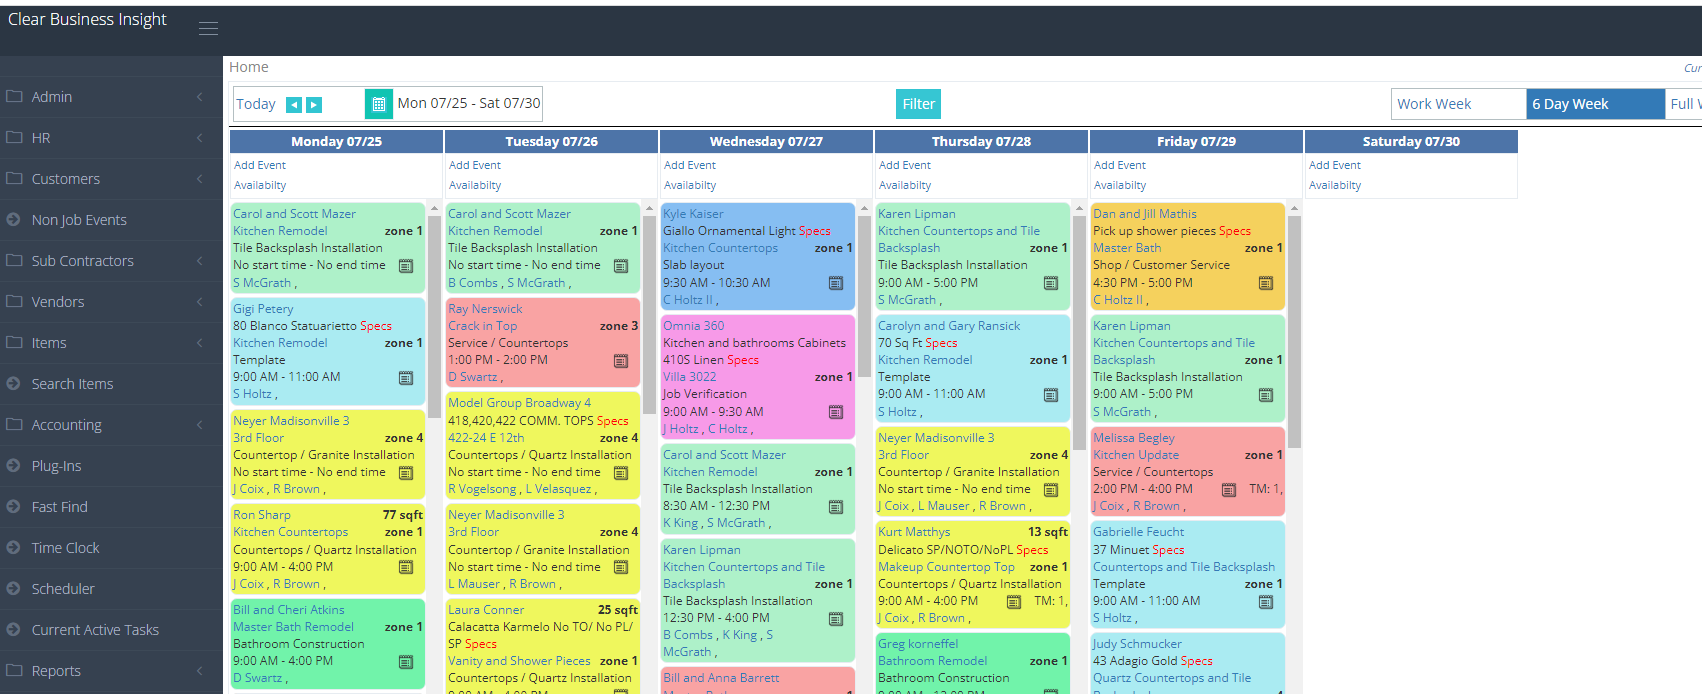 Clear Business Insight
Admin
HR
Customers
Non Job Events
Sub Contractors
Vendors
Items
Search Items
Accounting
Plug-Ins
Fast Find
Time Clock
Scheduler
Current Active Tasks
Reports
Home
Cur
Today
Mon 07/25 - Sat 07/30
Filter
Work Week
6 Day Week
Full W
Monday 07/25
Add Event
Availabilty
Carol and Scott Mazer
Kitchen Remodel zone 1
Tile Backsplash Installation
No start time - No end time
S McGrath ,
Gigi Petery
80 Blanco Statuarietto Specs
Kitchen Remodel zone 1
Template
9:00 AM - 11:00 AM
S Holtz ,
Neyer Madisonville 3
3rd Floor zone 4
Countertop / Granite Installation
No start time - No end time
J Coix , R Brown ,
Ron Sharp 77 sqft
Kitchen Countertops zone 1
Countertops / Quartz Installation
9:00 AM - 4:00 PM
J Coix , R Brown ,
Bill and Cheri Atkins
Master Bath Remodel zone 1
Bathroom Construction
9:00 AM - 4:00 PM
D Swartz ,
Tuesday 07/26
Add Event
Availabilty
Carol and Scott Mazer
Kitchen Remodel zone 1
Tile Backsplash Installation
No start time - No end time
B Combs , S McGrath ,
Ray Nerswick
Crack in Top zone 3
Service / Countertops
1:00 PM - 2:00 PM
D Swartz ,
Model Group Broadway 4
418,420,422 COMM. TOPS Specs
422-24 E 12th zone 4
Countertops / Quartz Installation
No start time - No end time
R Vogelsong , L Velasquez ,
Neyer Madisonville 3
3rd Floor zone 4
Countertop / Granite Installation
No start time - No end time
L Mauser , R Brown ,
Laura Conner 25 sqft
Calacatta Karmelo No TO/ No PL/
SP Specs
Vanity and Shower Pieces zone 1
Countertops / Quartz Installation
9:00 AM - 4:00 PM
Wednesday 07/27
Add Event
Availabilty
Kyle Kaiser
Giallo Ornamental Light Specs
Kitchen Countertops zone 1
Slab layout
9:30 AM - 10:30 AM
C Holtz II ,
Omnia 360
Kitchen and bathrooms Cabinets
410S Linen Specs
Villa 3022 zone 1
Job Verification
9:00 AM - 9:30 AM
J Holtz , C Holtz ,
Carol and Scott Mazer
Kitchen Remodel zone 1
Tile Backsplash Installation
8:30 AM - 12:30 PM
K King , S McGrath ,
Karen Lipman
Kitchen Countertops and Tile
Backsplash zone 1
Tile Backsplash Installation
12:30 PM - 4:00 PM
B Combs , K King , S
McGrath ,
Bill and Anna Barrett
Thursday 07/28
Add Event
Availabilty
Karen Lipman
Kitchen Countertops and Tile
Backsplash zone 1
Tile Backsplash Installation
9:00 AM - 5:00 PM
S McGrath ,
Carolyn and Gary Ransick
70 Sq Ft Specs
Kitchen Remodel zone 1
Template
9:00 AM - 11:00 AM
S Holtz ,
Neyer Madisonville 3
3rd Floor zone 4
Countertop / Granite Installation
No start time - No end time
J Coix , L Mauser , R Brown ,
Kurt Matthys 13 sqft
Delicato SP/NOTO/NoPL Specs
Makeup Countertop Top zone 1
Countertops / Quartz Installation
9:00 AM - 4:00 PM TM: 1,
J Coix , R Brown ,
Greg korneffel
Bathroom Remodel zone 1
Bathroom Construction
Friday 07/29
Add Event
Availabilty
Dan and Jill Mathis
Pick up shower pieces Specs
Master Bath zone 1
Shop / Customer Service
4:30 PM - 5:00 PM
C Holtz II ,
Karen Lipman
Kitchen Countertops and Tile
Backsplash zone 1
Tile Backsplash Installation
9:00 AM - 5:00 PM
S McGrath ,
Melissa Begley
Kitchen Update zone 1
Service / Countertops
2:00 PM - 4:00 PM TM: 1,
J Coix , R Brown ,
Gabrielle Feucht
37 Minuet Specs
Countertops and Tile Backsplash
Template zone 1
9:00 AM - 11:00 AM
S Holtz ,
Judy Schmucker
43 Adagio Gold Specs
Quartz Countertops and Tile
Saturday 07/30
Add Event
Availabilty